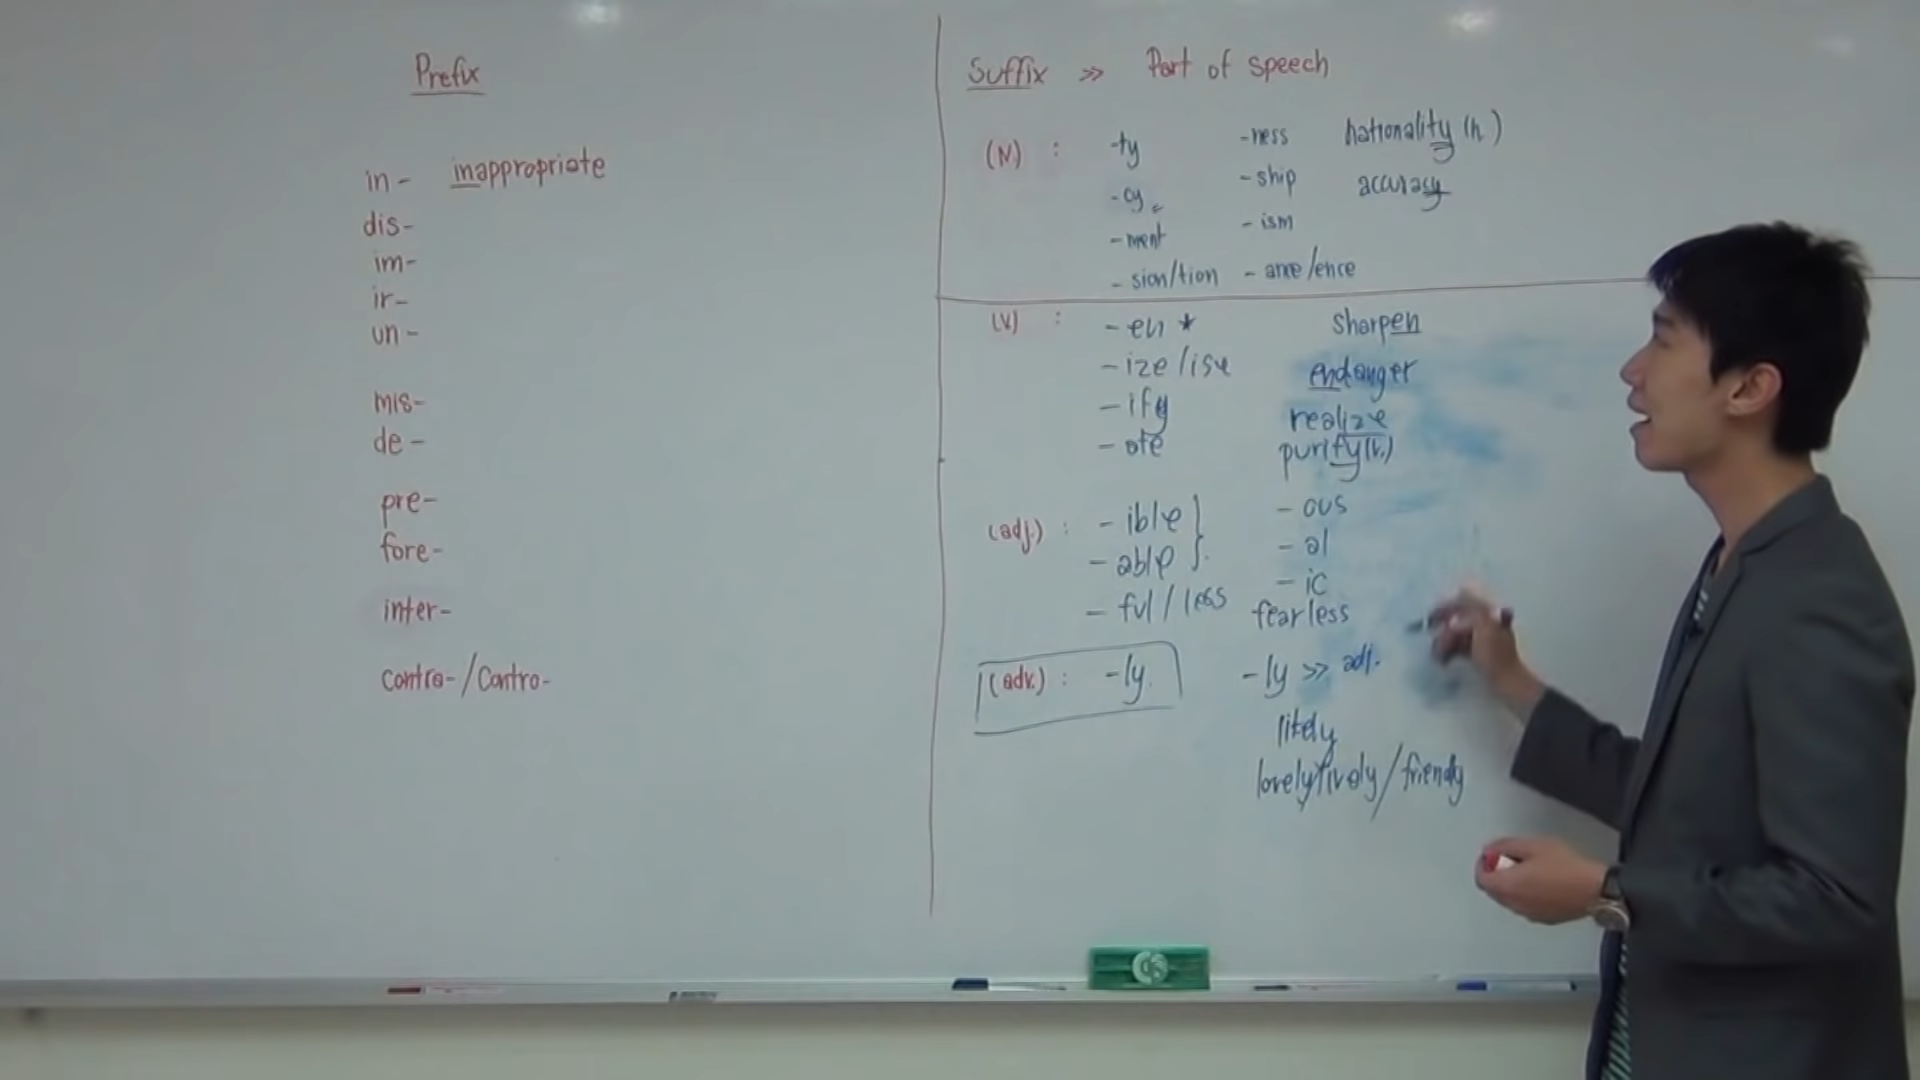 Prefix
in- inappropriate
dis-
im-
ir-
un-
mis-
de-
pre-
fore-
inter-
contra-/Contro-
Suffix >> Part of speech
(N.) : -ty -ness nationality (n.)
-cy -ship accuracy
-ment -ism
-sion/tion -ance/ence
(V) : -en * sharpen
-ize/ise endanger
-ify realize
-ate purify (v.)
(adj.) : -ible -ous
-able -al
-ic
-ful/less fearless
(adv.) : -ly. -ly >> adj.
likely
lovely/lively/friendly